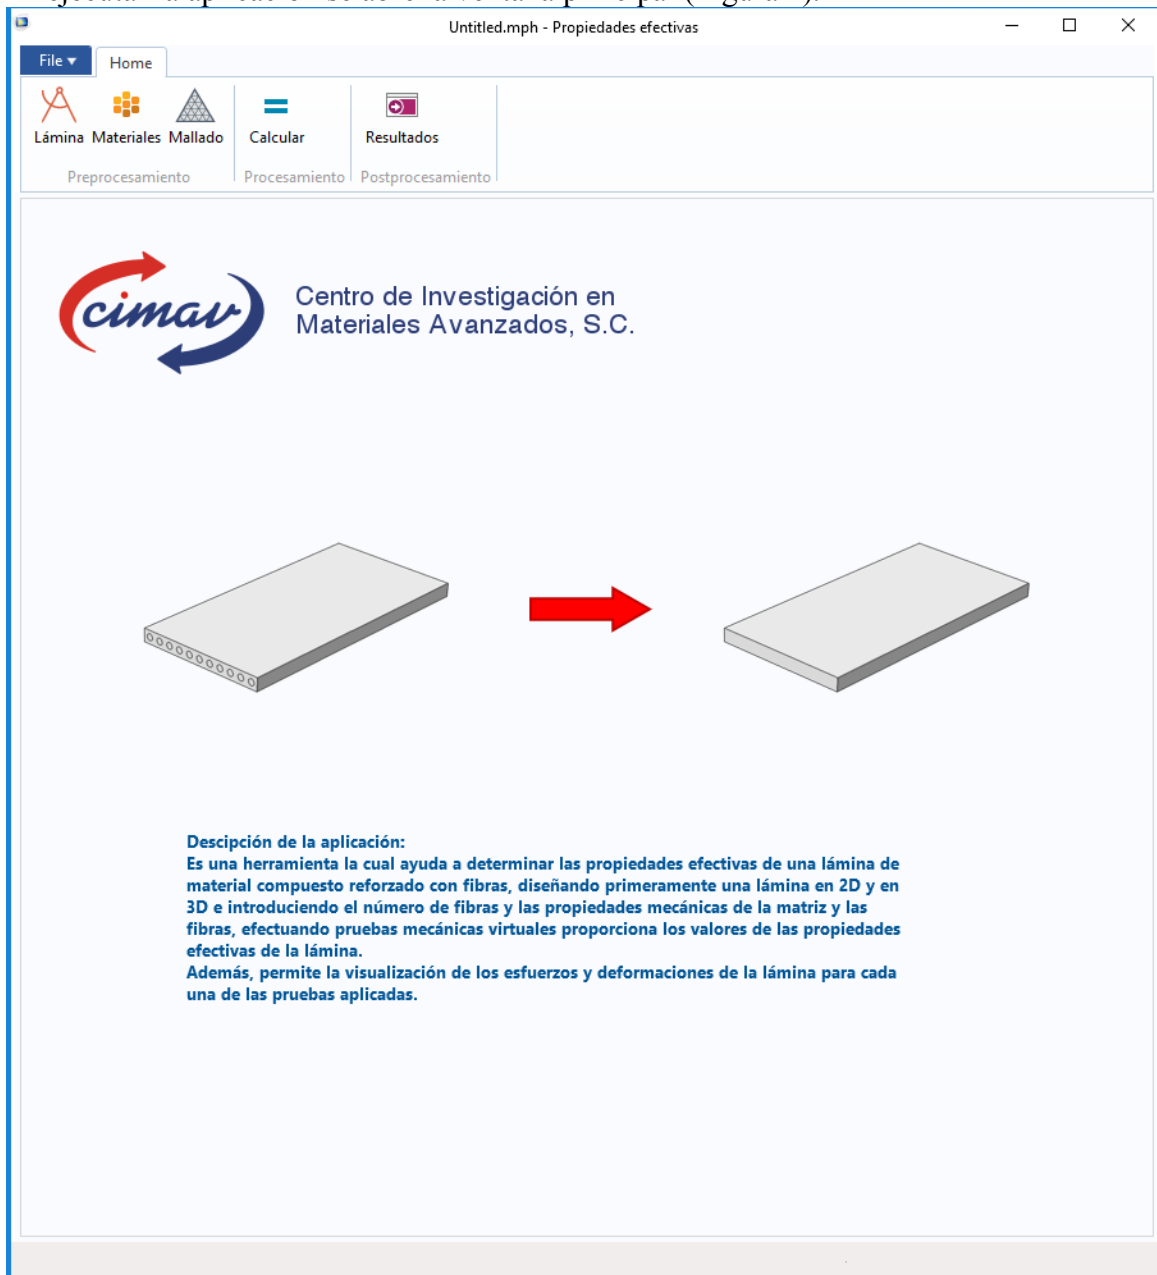 Untitled.mph - Propiedades efectivas
File
Home
Lámina Materiales Mallado Calcular Resultados
Preprocesamiento Procesamiento Postprocesamiento
cimav
Centro de Investigación en
Materiales Avanzados, S.C.
Descipción de la aplicación:
Es una herramienta la cual ayuda a determinar las propiedades efectivas de una lámina de
material compuesto reforzado con fibras, diseñando primeramente una lámina en 2D y en
3D e introduciendo el número de fibras y las propiedades mecánicas de la matriz y las
fibras, efectuando pruebas mecánicas virtuales proporciona los valores de las propiedades
efectivas de la lámina.
Además, permite la visualización de los esfuerzos y deformaciones de la lámina para cada
una de las pruebas aplicadas.